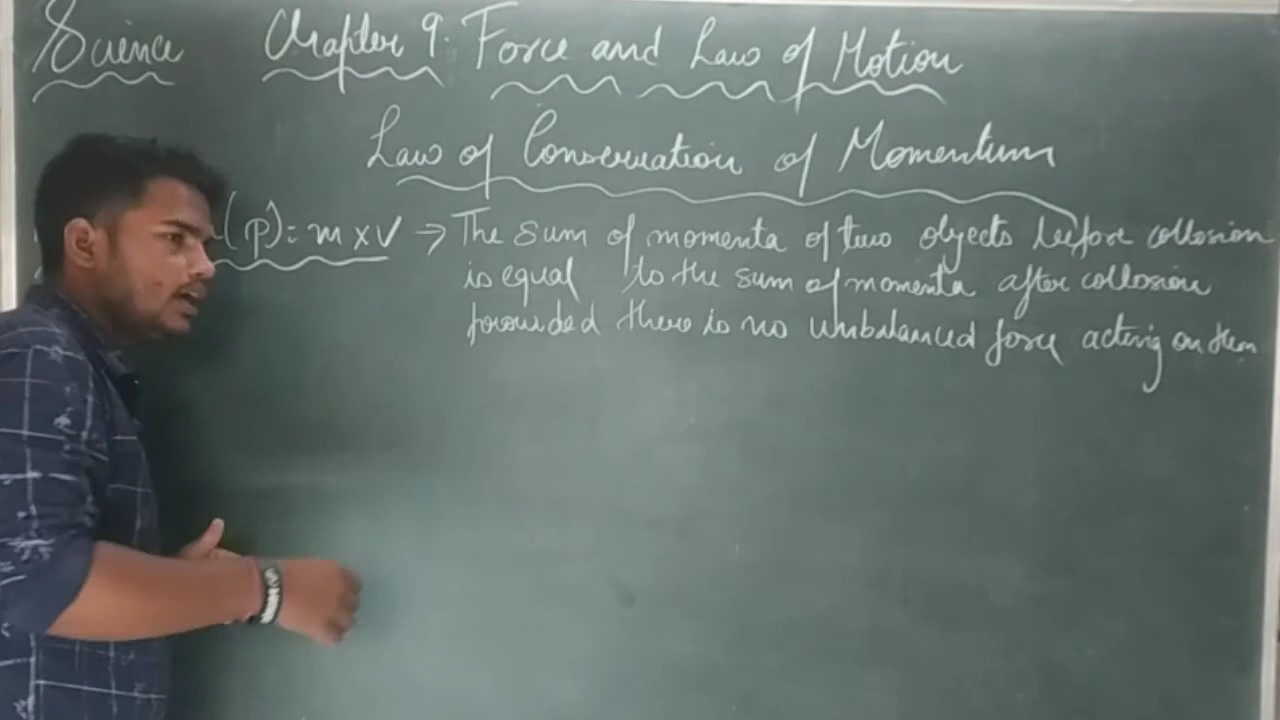 Science Chapter 9: Force and Law of Motion
Law of Conservation of Momentum
(p) = m x v → The sum of momenta of two objects before collosion
is equal to the sum of momenta after collosion
provided there is no unbalanced force acting on them